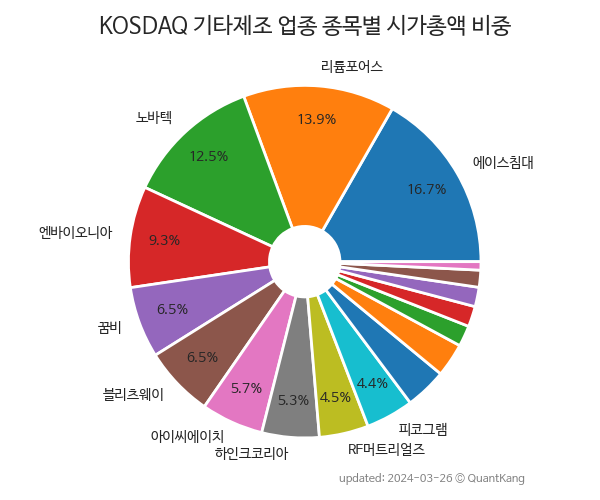 KOSDAQ 기타제조 업종 종목별 시가총액 비중
리튬포어스
13.9%
노바텍
12.5%
에이스침대
16.7%
엔바이오니아
9.3%
꿈비
6.5%
블리츠웨이
6.5%
아이씨에이치
5.7%
하인크코리아
5.3%
RF머트리얼즈
4.5%
피코그램
4.4%
updated: 2024-03-26 © QuantKang